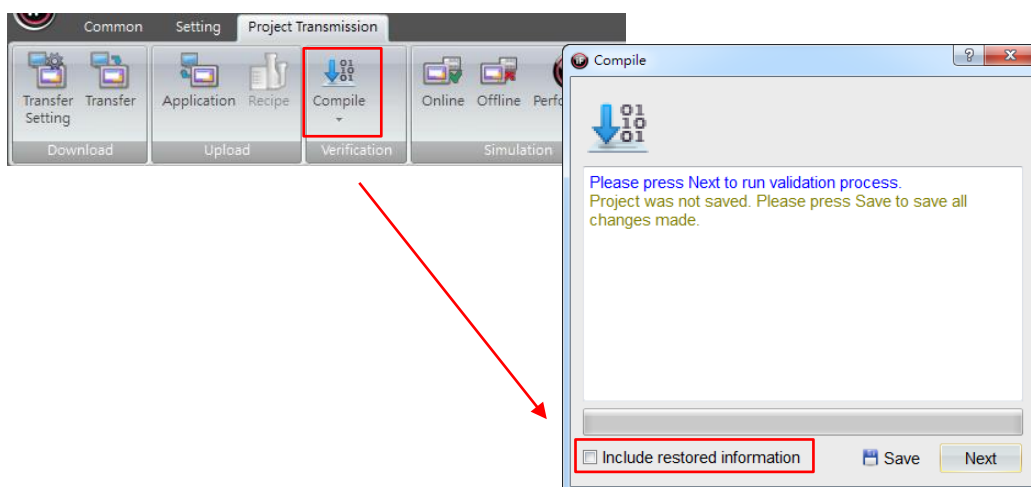 Common Setting Project Transmission
Transfer Setting
Transfer
Application
Recipe
Compile
Online
Offline
Download
Upload
Verification
Simulation
Compile
01
10
01
Please press Next to run validation process.
Project was not saved. Please press Save to save all
changes made.
Include restored information
Save
Next